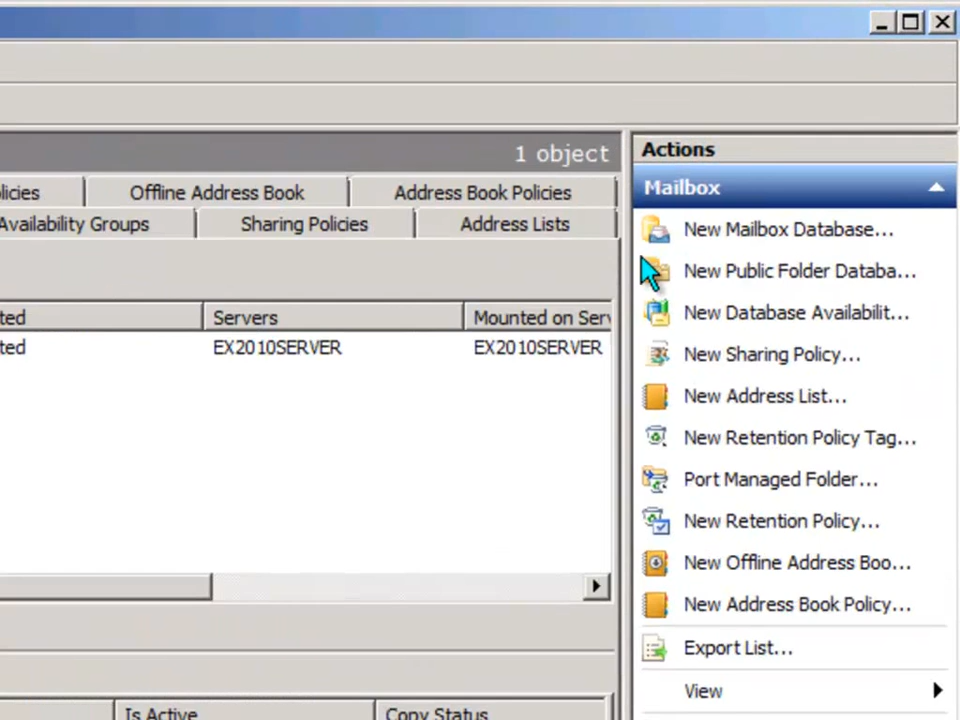 1 object
Actions
Mailbox
licies
Offline Address Book
Address Book Policies
Availability Groups
Sharing Policies
Address Lists
New Mailbox Database...
New Public Folder Databa...
New Database Availabilit...
New Sharing Policy...
New Address List...
New Retention Policy Tag...
Port Managed Folder...
New Retention Policy...
New Offline Address Boo...
New Address Book Policy...
Export List...
View
ted
Servers
Mounted on Serv
ted
EX2010SERVER
EX2010SERVER
Is Active
Copy Status